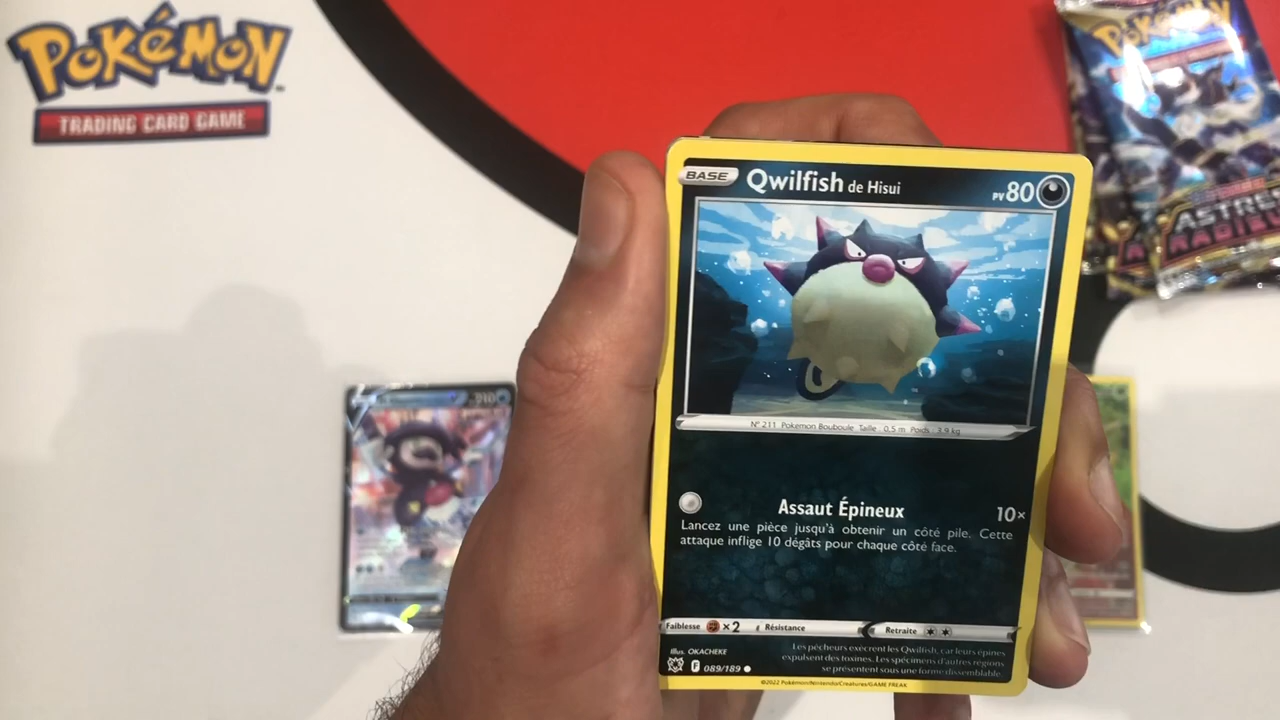 POKÉMON
TRADING CARD GAME
POKÉMON
ASTRES
RADIEUX
210
BASE
Qwilfish de Hisui
PV 80
N° 211 Pokémon Bouboule Taille : 0,5 m Poids : 3,9 kg
Assaut Épineux 10×
Lancez une pièce jusqu'à obtenir un côté pile. Cette
attaque inflige 10 dégâts pour chaque côté face.
Faiblesse ×2 Résistance Retraite
Illus. OKACHEKE
F 089/189
Les pêcheurs exècrent les Qwilfish, car leurs épines
expulsent des toxines. Les spécimens d'autres régions
se présentent sous une forme dissemblable.
©2022 Pokémon/Nintendo/Creatures/GAME FREAK